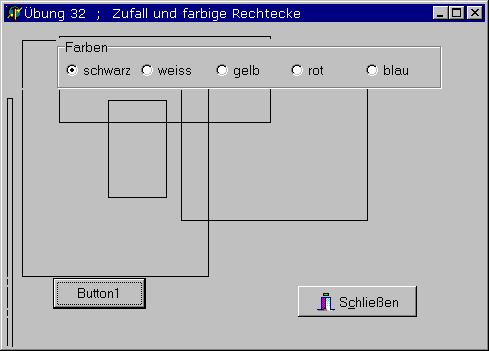 Übung 32 ; Zufall und farbige Rechtecke
Farben
schwarz weiss gelb rot blau
Button1
Schließen